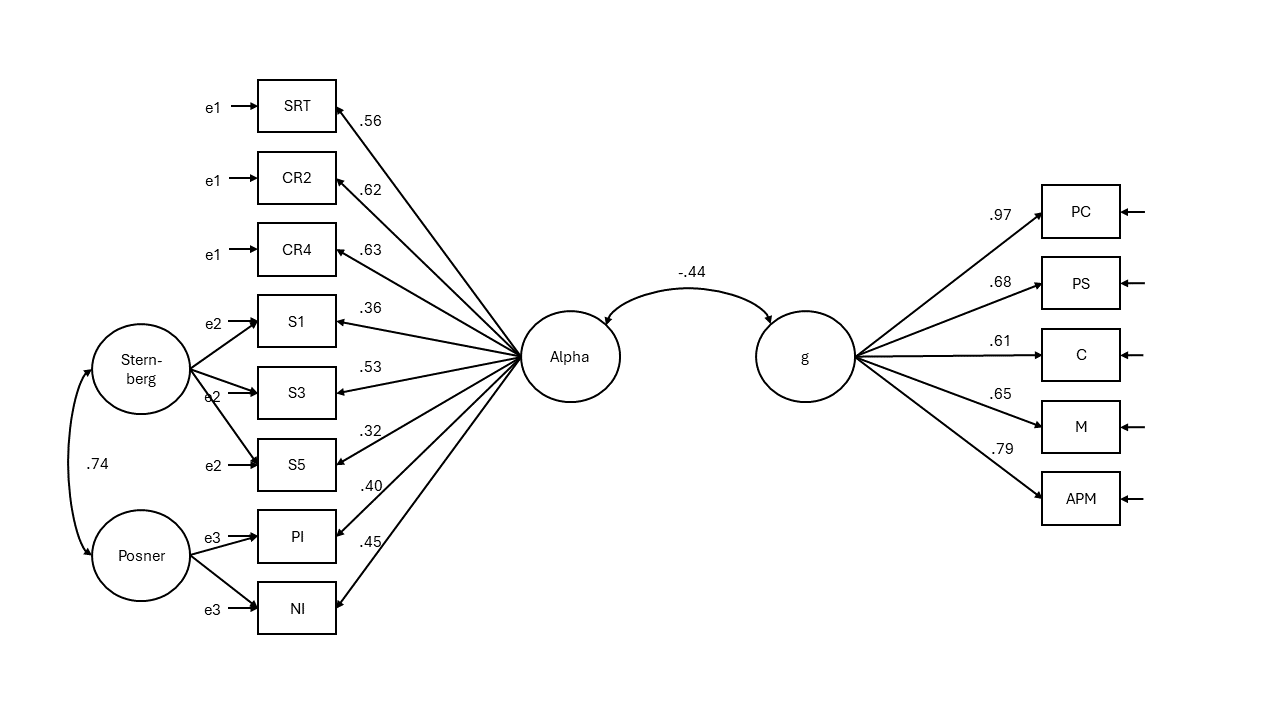 e1
SRT
.56
e1
CR2
.62
e1
CR4
.63
e2
S1
.36
e2
S3
.53
e2
S5
.32
e3
PI
.40
e3
NI
.45
Stern-
berg
.74
Posner
Alpha
-.44
g
.97
PC
.68
PS
.61
C
.65
M
.79
APM